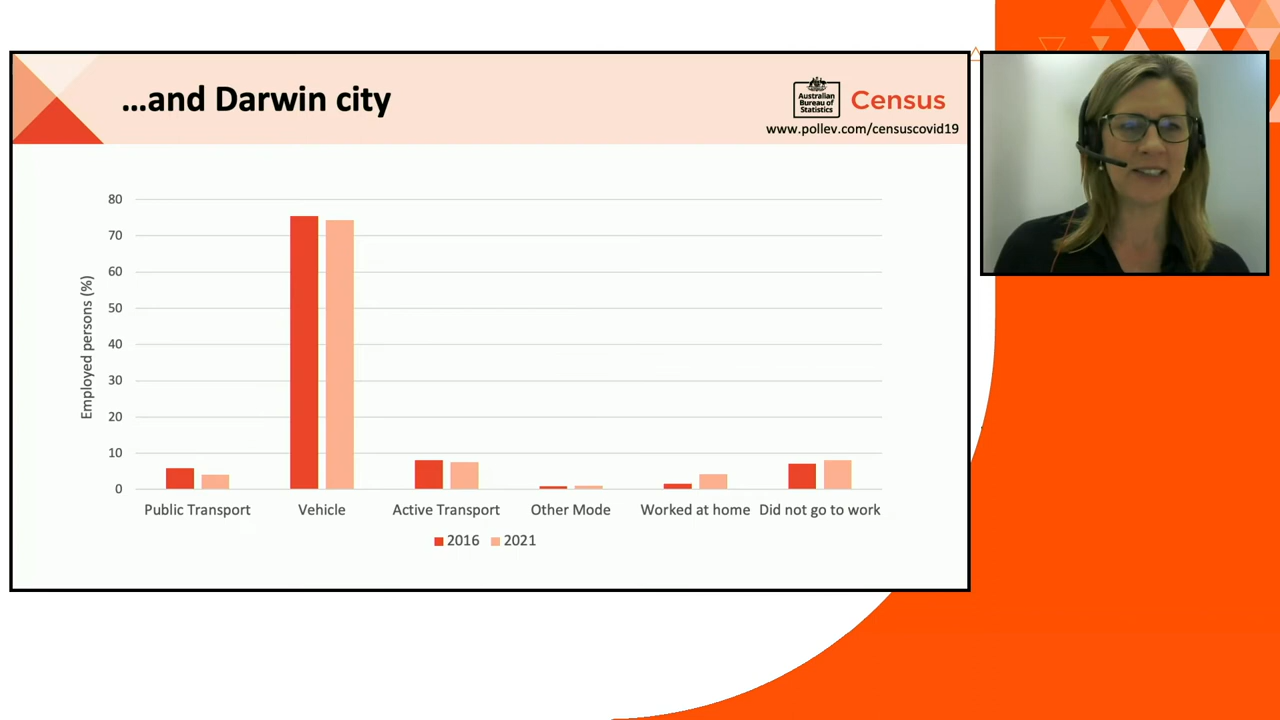 ...and Darwin city
Australian
Bureau of
Statistics
Census
www.pollev.com/censuscovid19
Employed persons (%)
80
70
60
50
40
30
20
10
0
Public Transport
Vehicle
Active Transport
Other Mode
Worked at home
Did not go to work
2016
2021